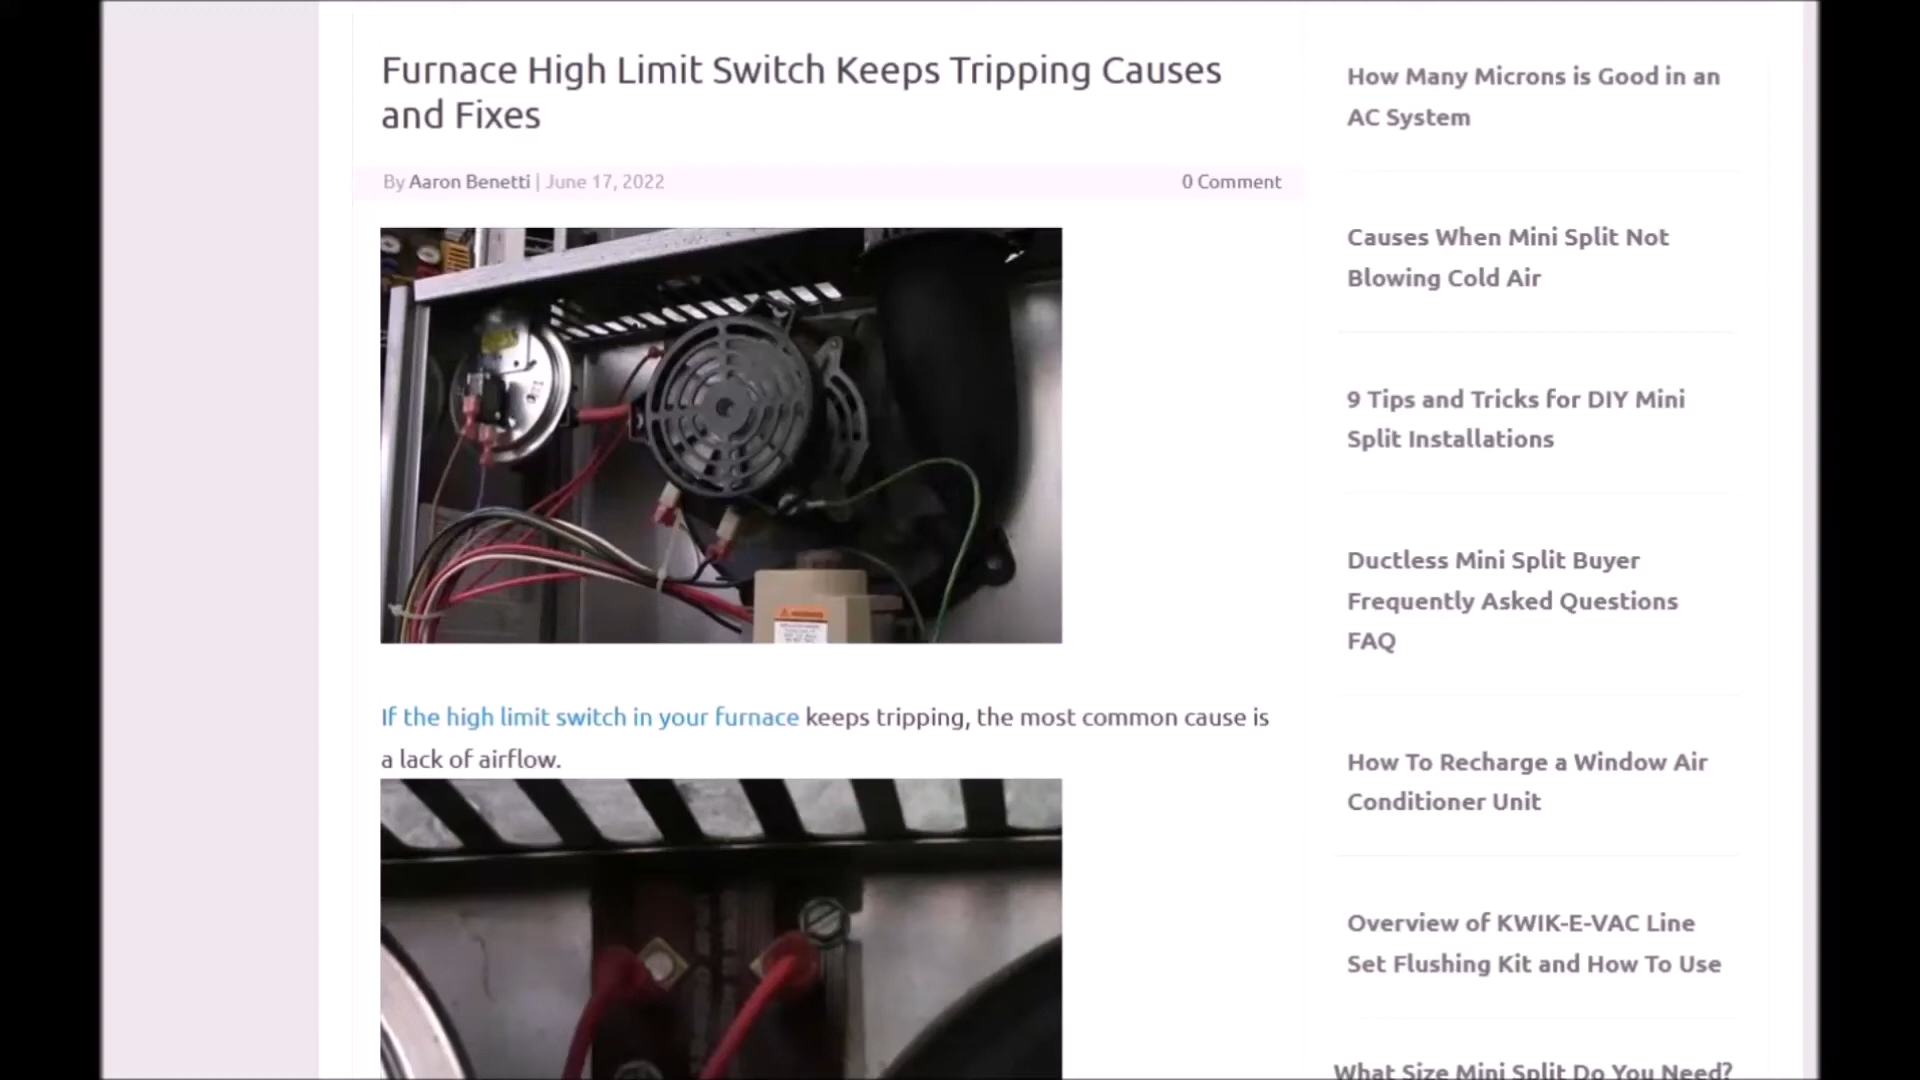 Furnace High Limit Switch Keeps Tripping Causes
and Fixes
By Aaron Benetti | June 17, 2022
0 Comment
If the high limit switch in your furnace keeps tripping, the most common cause is
a lack of airflow.
How Many Microns is Good in an
AC System
Causes When Mini Split Not
Blowing Cold Air
9 Tips and Tricks for DIY Mini
Split Installations
Ductless Mini Split Buyer
Frequently Asked Questions
FAQ
How To Recharge a Window Air
Conditioner Unit
Overview of KWIK-E-VAC Line
Set Flushing Kit and How To Use
What Size Mini Split Do You Need?